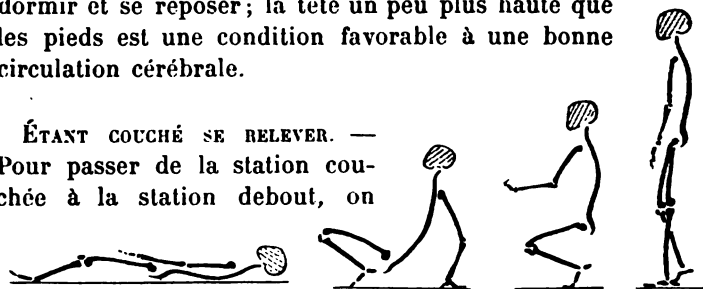 dormir et se reposer; la tête un peu plus haute que
les pieds est une condition favorable à une bonne
circulation cérébrale.
ÉTANT COUCHÉ SE RELEVER. —
Pour passer de la station cou-
chée à la station debout, on